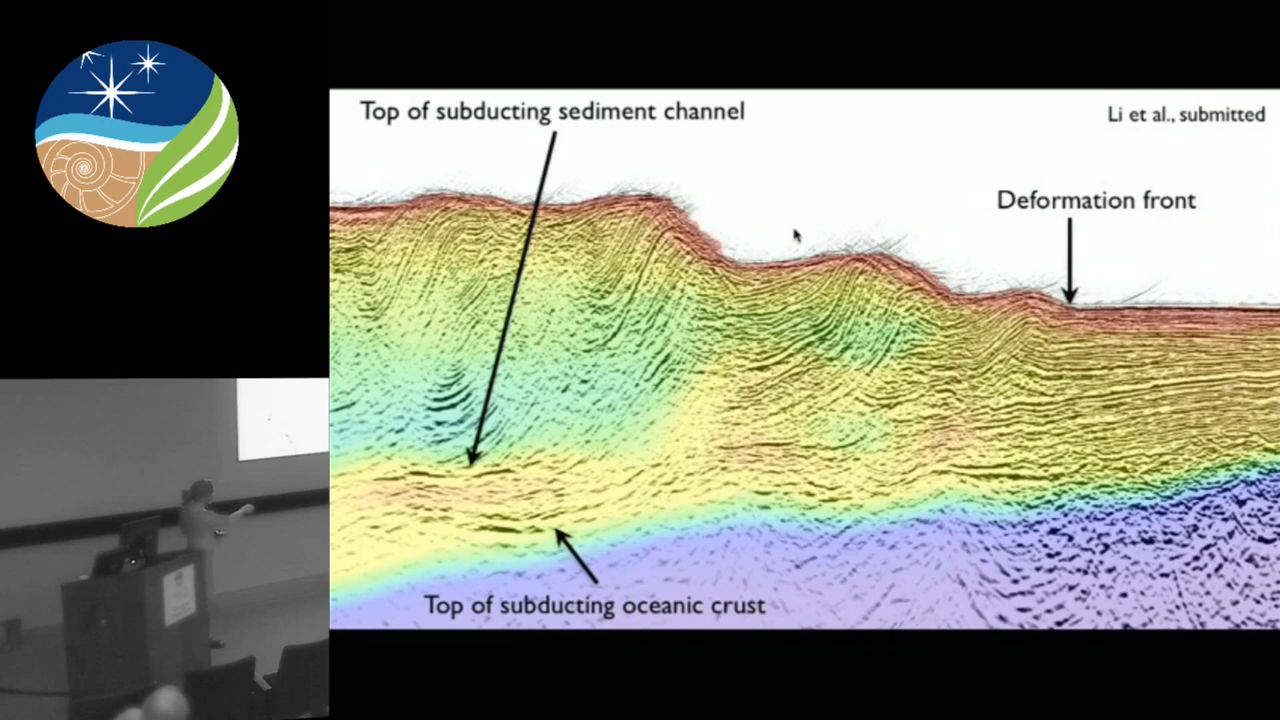 Top of subducting sediment channel
Li et al., submitted
Deformation front
Top of subducting oceanic crust